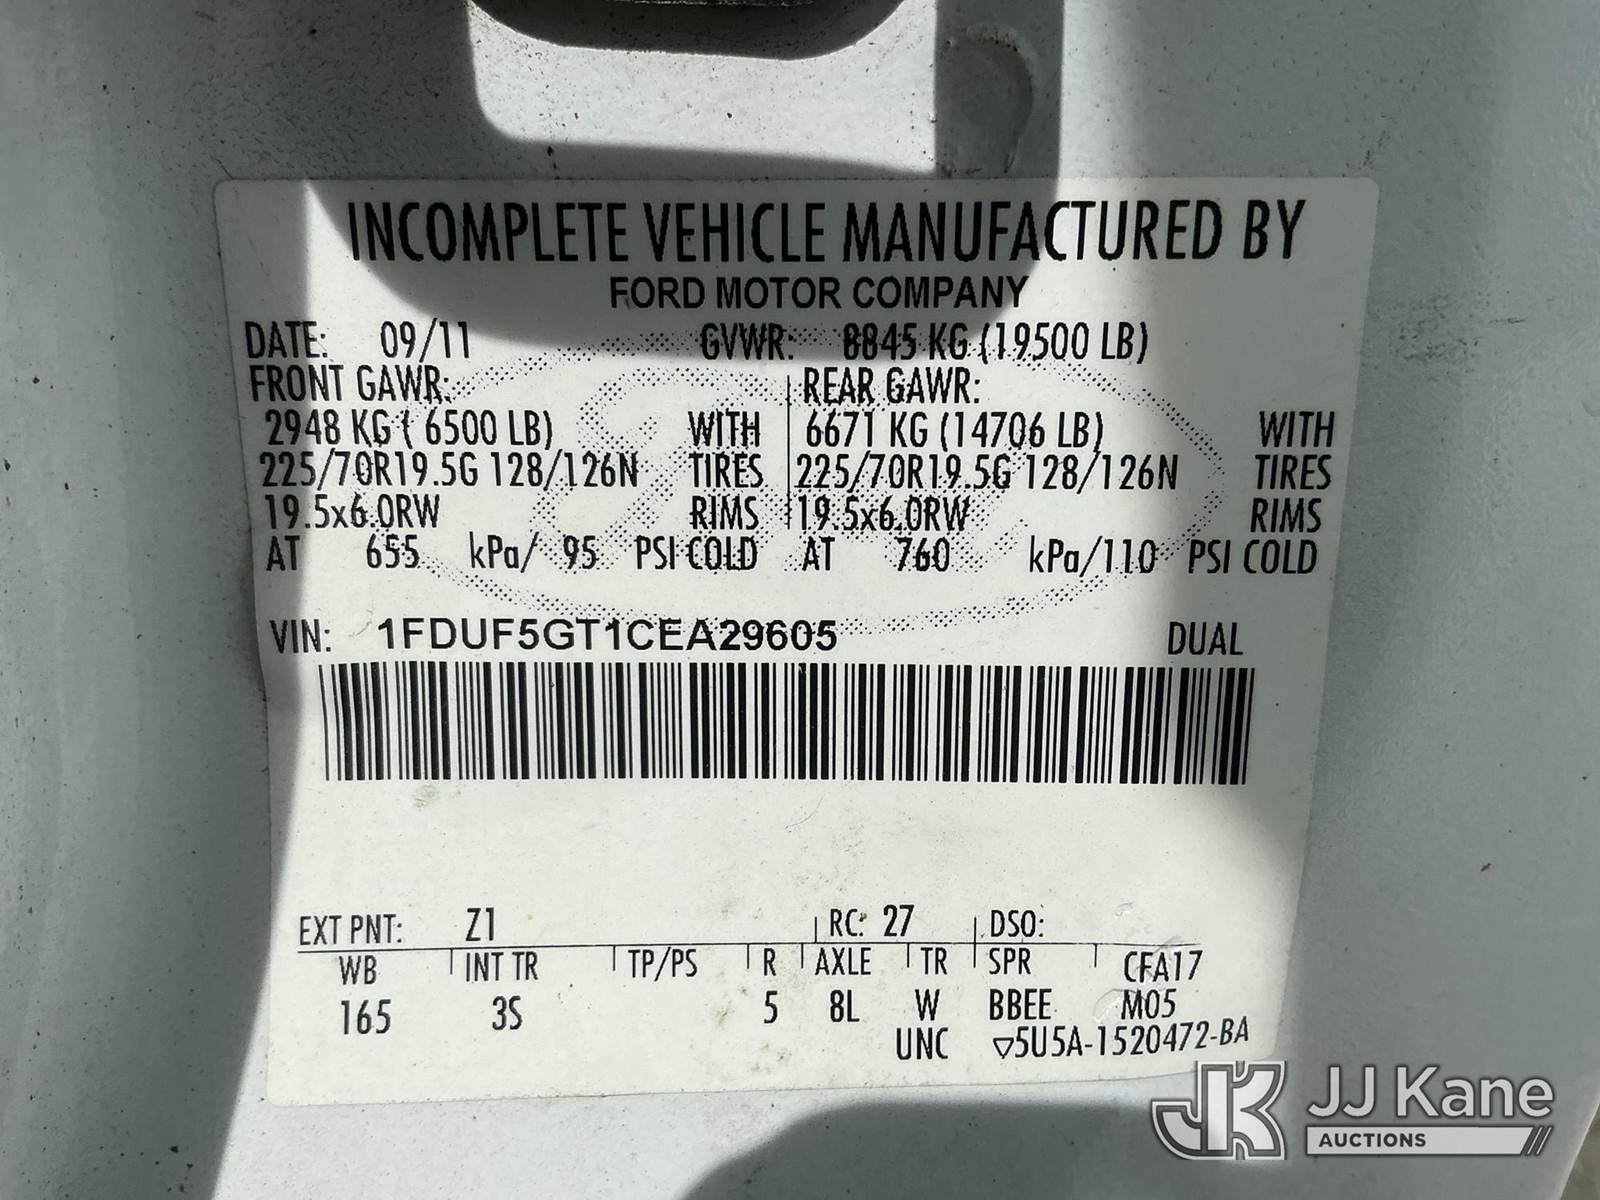 INCOMPLETE VEHICLE MANUFACTURED BY
FORD MOTOR COMPANY
DATE: 09/11 GVWR: 8845 KG (19500 LB)
FRONT GAWR: REAR GAWR:
2948 KG ( 6500 LB) WITH 6671 KG (14706 LB) WITH
225/70R19.5G 128/126N TIRES 225/70R19.5G 128/126N TIRES
19.5x6.0RW RIMS 19.5x6.0RW RIMS
AT 655 kPa/ 95 PSI COLD AT 760 kPa/110 PSI COLD
VIN: 1FDUF5GT1CEA29605 DUAL
EXT PNT: Z1 RC: 27 DSO:
WB INT TR TP/PS R AXLE TR SPR CFA17
165 3S 5 8L W BBEE M05
UNC ▽5U5A-1520472-BA
JK JJ Kane
AUCTIONS